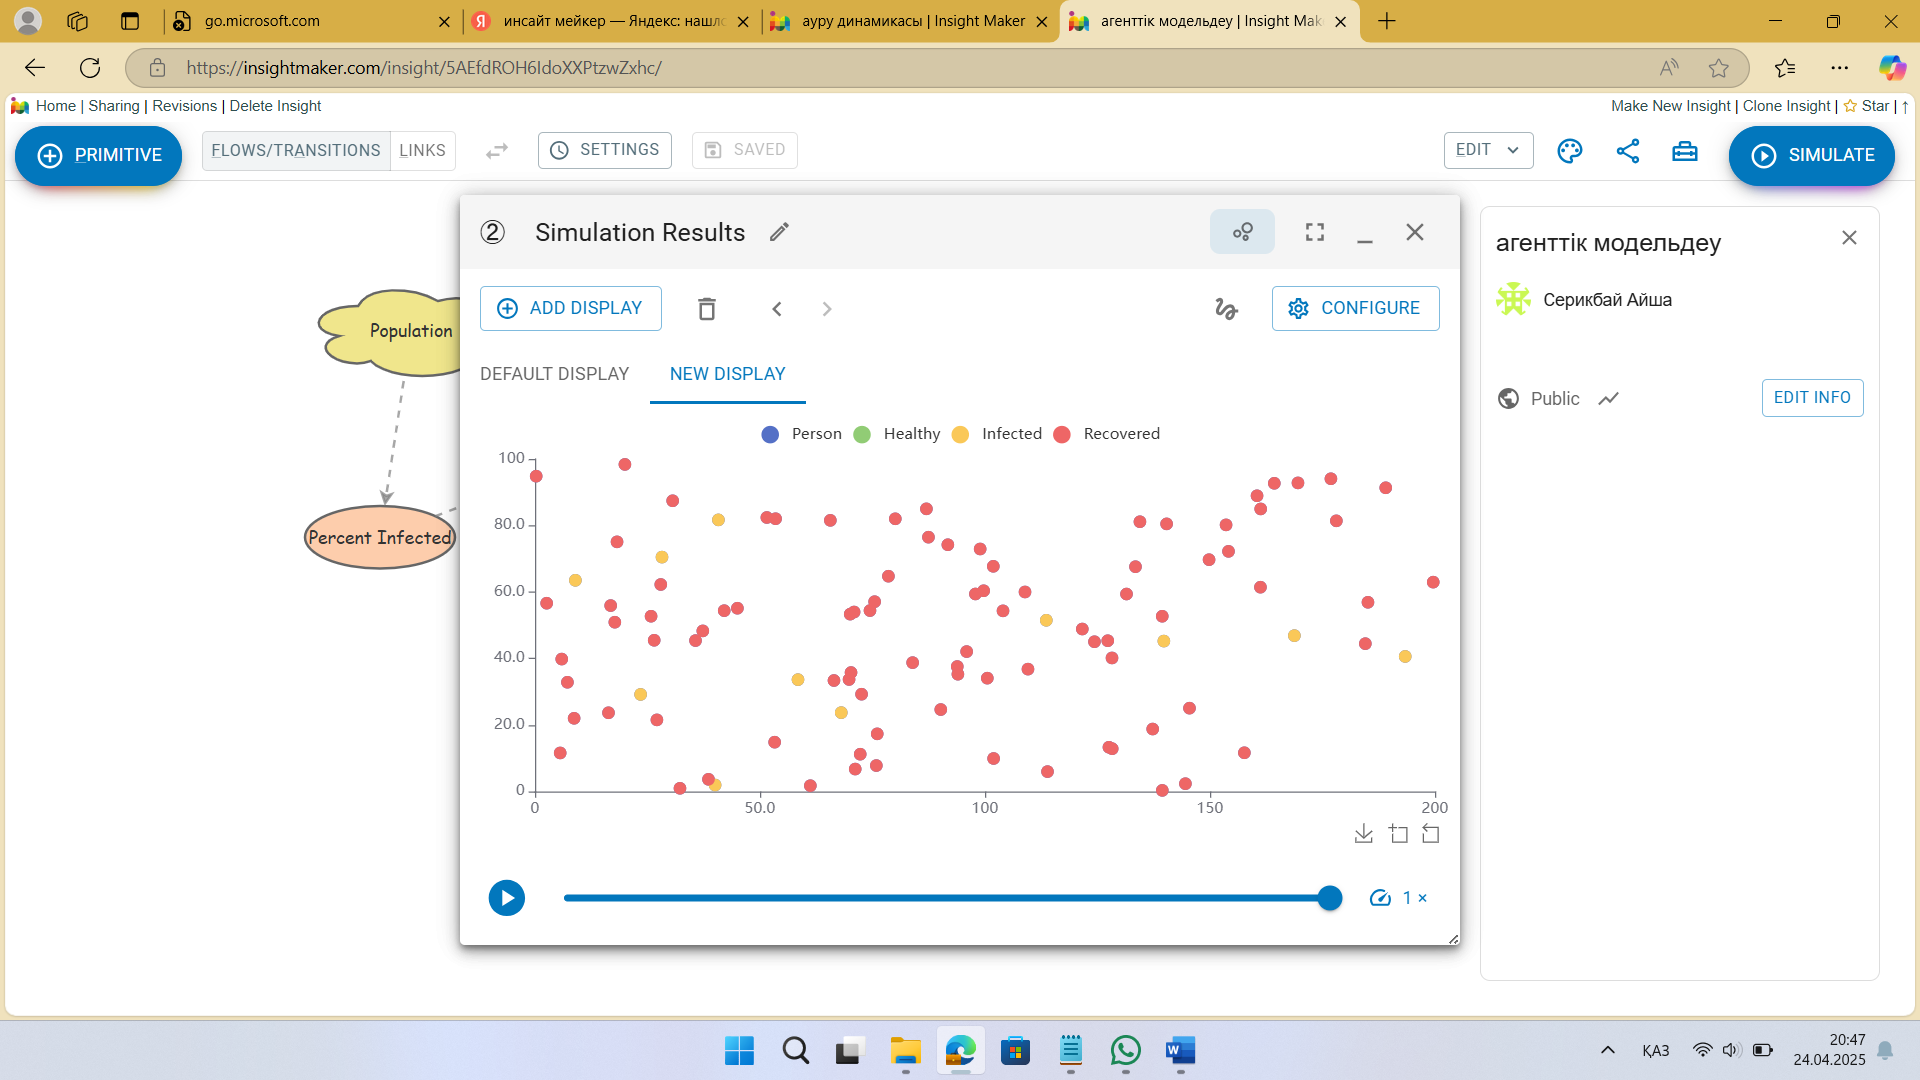 go.microsoft.com
инсайт мейкер — Яндекс: нашло
ауру динамикасы | Insight Maker
агенттік модельдеу | Insight Mak
https://insightmaker.com/insight/5AEfdROH6IdoXXPtzwZxhc/
Home | Sharing | Revisions | Delete Insight
Make New Insight | Clone Insight | Star | ↑
PRIMITIVE
FLOWS/TRANSITIONS
LINKS
SETTINGS
SAVED
EDIT
SIMULATE
Population
Percent Infected
② Simulation Results
ADD DISPLAY
CONFIGURE
DEFAULT DISPLAY
NEW DISPLAY
Person Healthy Infected Recovered
100
80.0
60.0
40.0
20.0
0
0 50.0 100 150 200
1 ×
агенттік модельдеу
Серикбай Айша
Public
EDIT INFO
ҚАЗ
20:47
24.04.2025